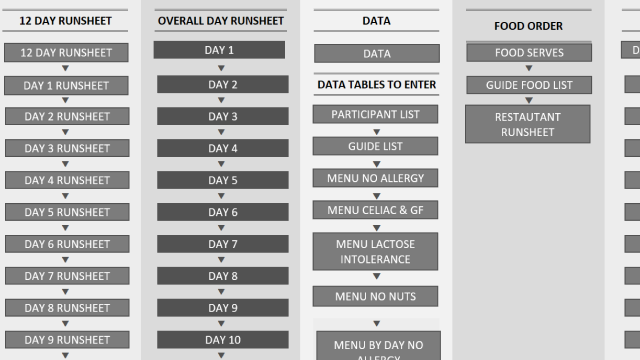 12 DAY RUNSHEET
12 DAY RUNSHEET
DAY 1 RUNSHEET
DAY 2 RUNSHEET
DAY 3 RUNSHEET
DAY 4 RUNSHEET
DAY 5 RUNSHEET
DAY 6 RUNSHEET
DAY 7 RUNSHEET
DAY 8 RUNSHEET
DAY 9 RUNSHEET
OVERALL DAY RUNSHEET
DAY 1
DAY 2
DAY 3
DAY 4
DAY 5
DAY 6
DAY 7
DAY 8
DAY 9
DAY 10
DATA
DATA
DATA TABLES TO ENTER
PARTICIPANT LIST
GUIDE LIST
MENU NO ALLERGY
MENU CELIAC & GF
MENU LACTOSE
INTOLERANCE
MENU NO NUTS
MENU BY DAY NO
ALLERGY
FOOD ORDER
FOOD SERVES
GUIDE FOOD LIST
RESTAUTANT
RUNSHEET
D